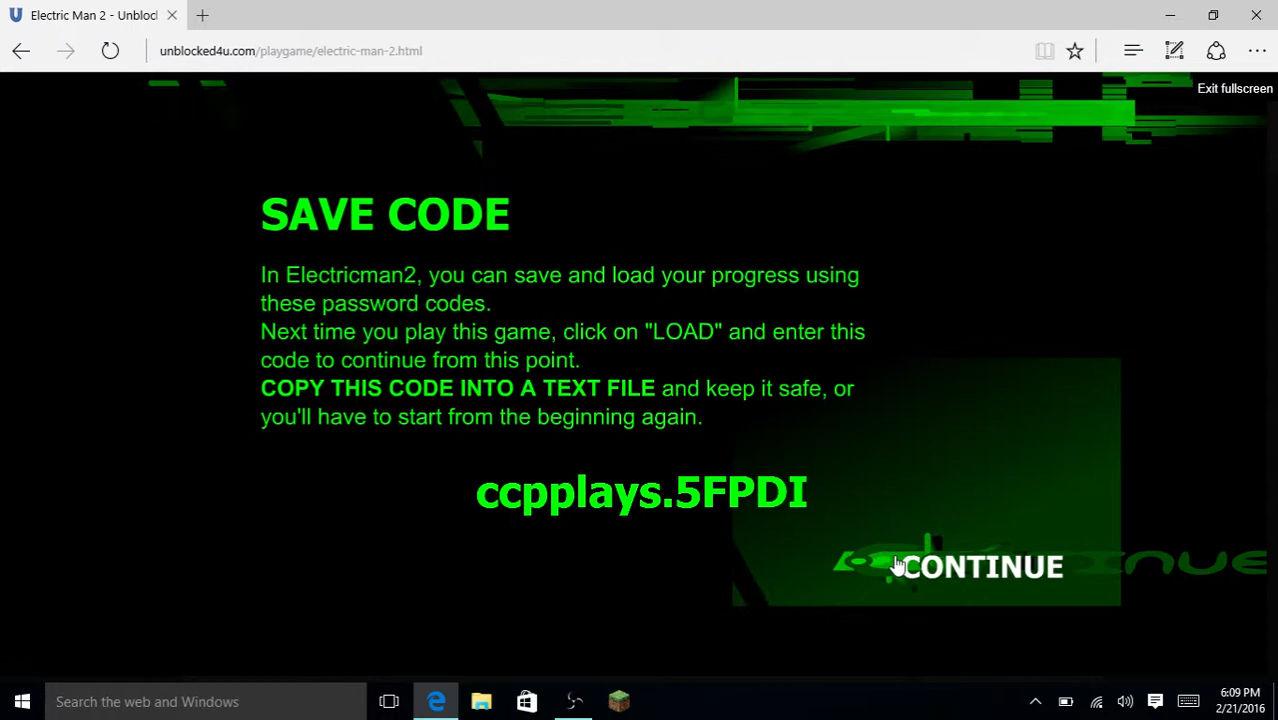 Electric Man 2 - Unbloc
unblocked4u.com/playgame/electric-man-2.html
Exit fullscreen
SAVE CODE
In Electricman2, you can save and load your progress using
these password codes.
Next time you play this game, click on "LOAD" and enter this
code to continue from this point.
COPY THIS CODE INTO A TEXT FILE and keep it safe, or
you'll have to start from the beginning again.
ccpplays.5FPDI
CONTINUE
Search the web and Windows
6:09 PM
2/21/2016